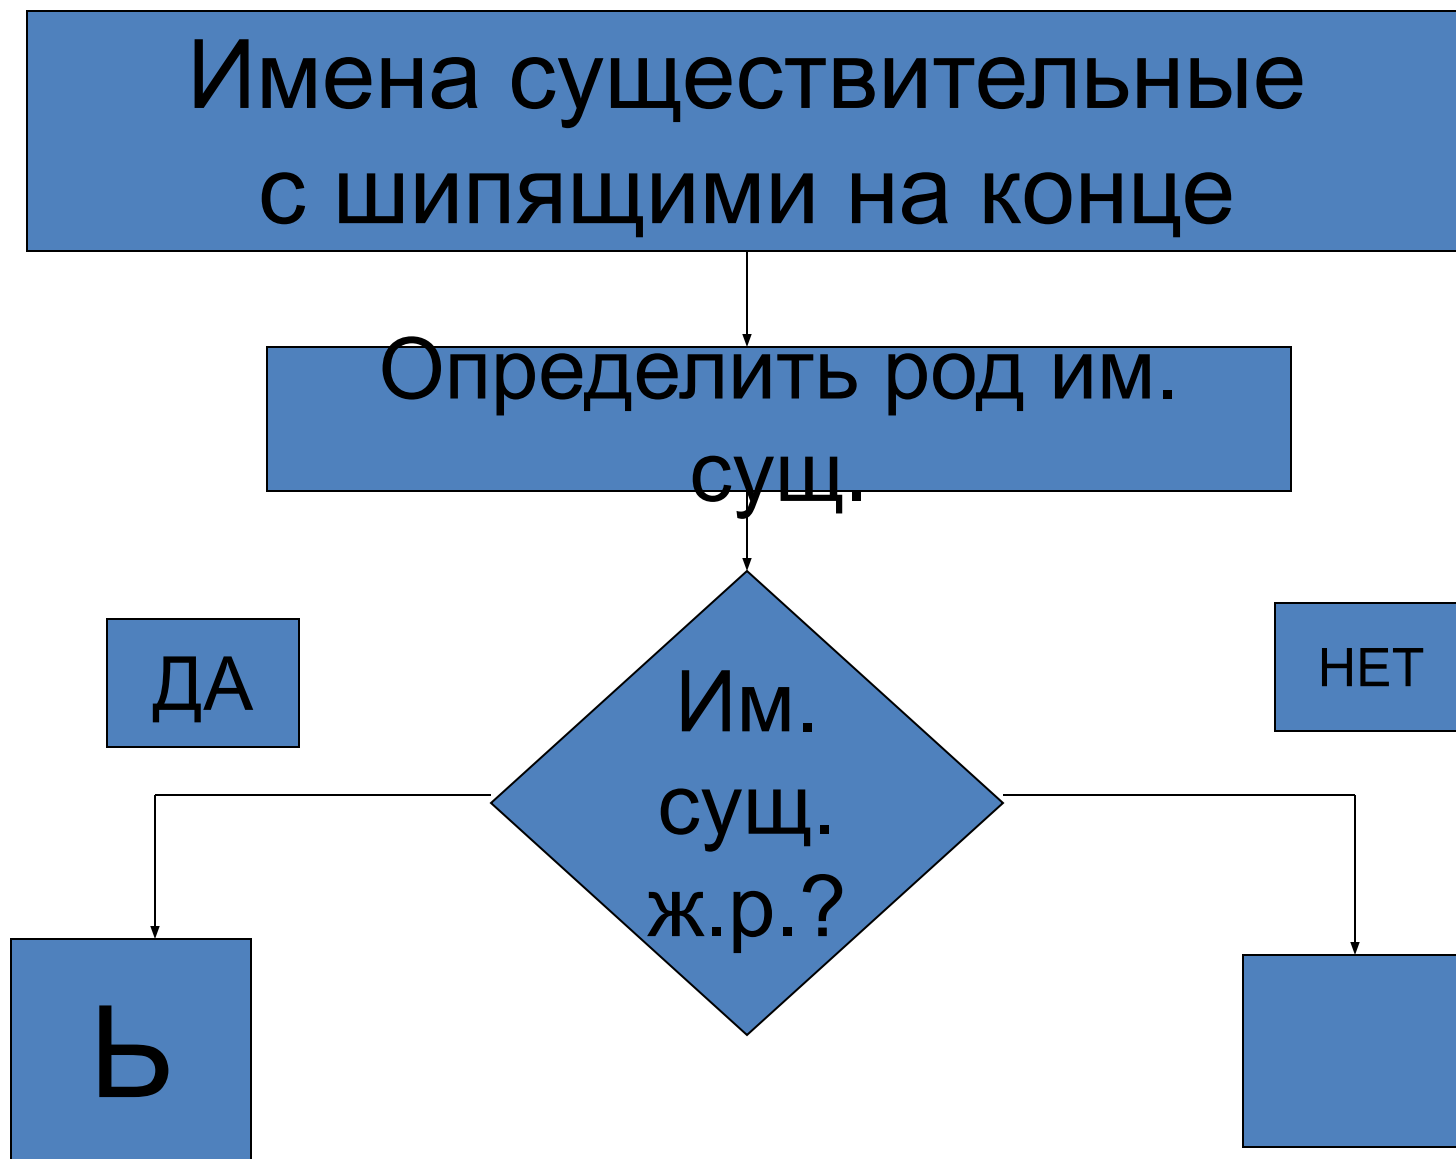 Имена существительные
с шипящими на конце
Определить род им.
сущ.
ДА
НЕТ
Им.
сущ.
ж.р.?
Ь